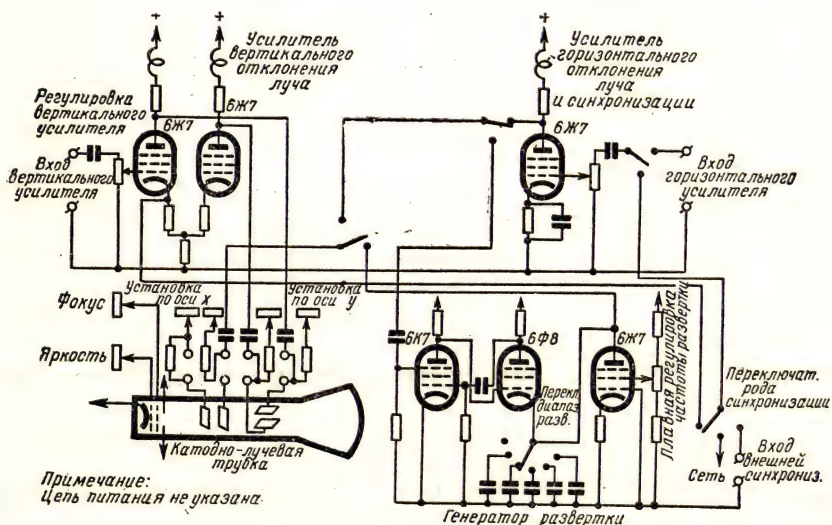 +
+
+
Усилитель
вертикального
отклонения
луча
Усилитель
горизонтального
отклонения
луча
и синхронизации
Регулировка
вертикального
усилителя
6Ж7
6Ж7
6Ж7
Вход
вертикального
усилителя
Вход
горизонтального
усилителя
Установка
по оси x
Установка
по оси y
Фокус
Яркость
6К7
6Ф8
6Ж7
Перекл.
диапаз.
разв.
Плавная регулировка
частоты развертки
Переключат.
рода
синхронизации
Сеть
Вход
внешней
синхрониз.
Катодно-лучевая
трубка
Примечание:
Цепь питания не указана.
Генератор развертки